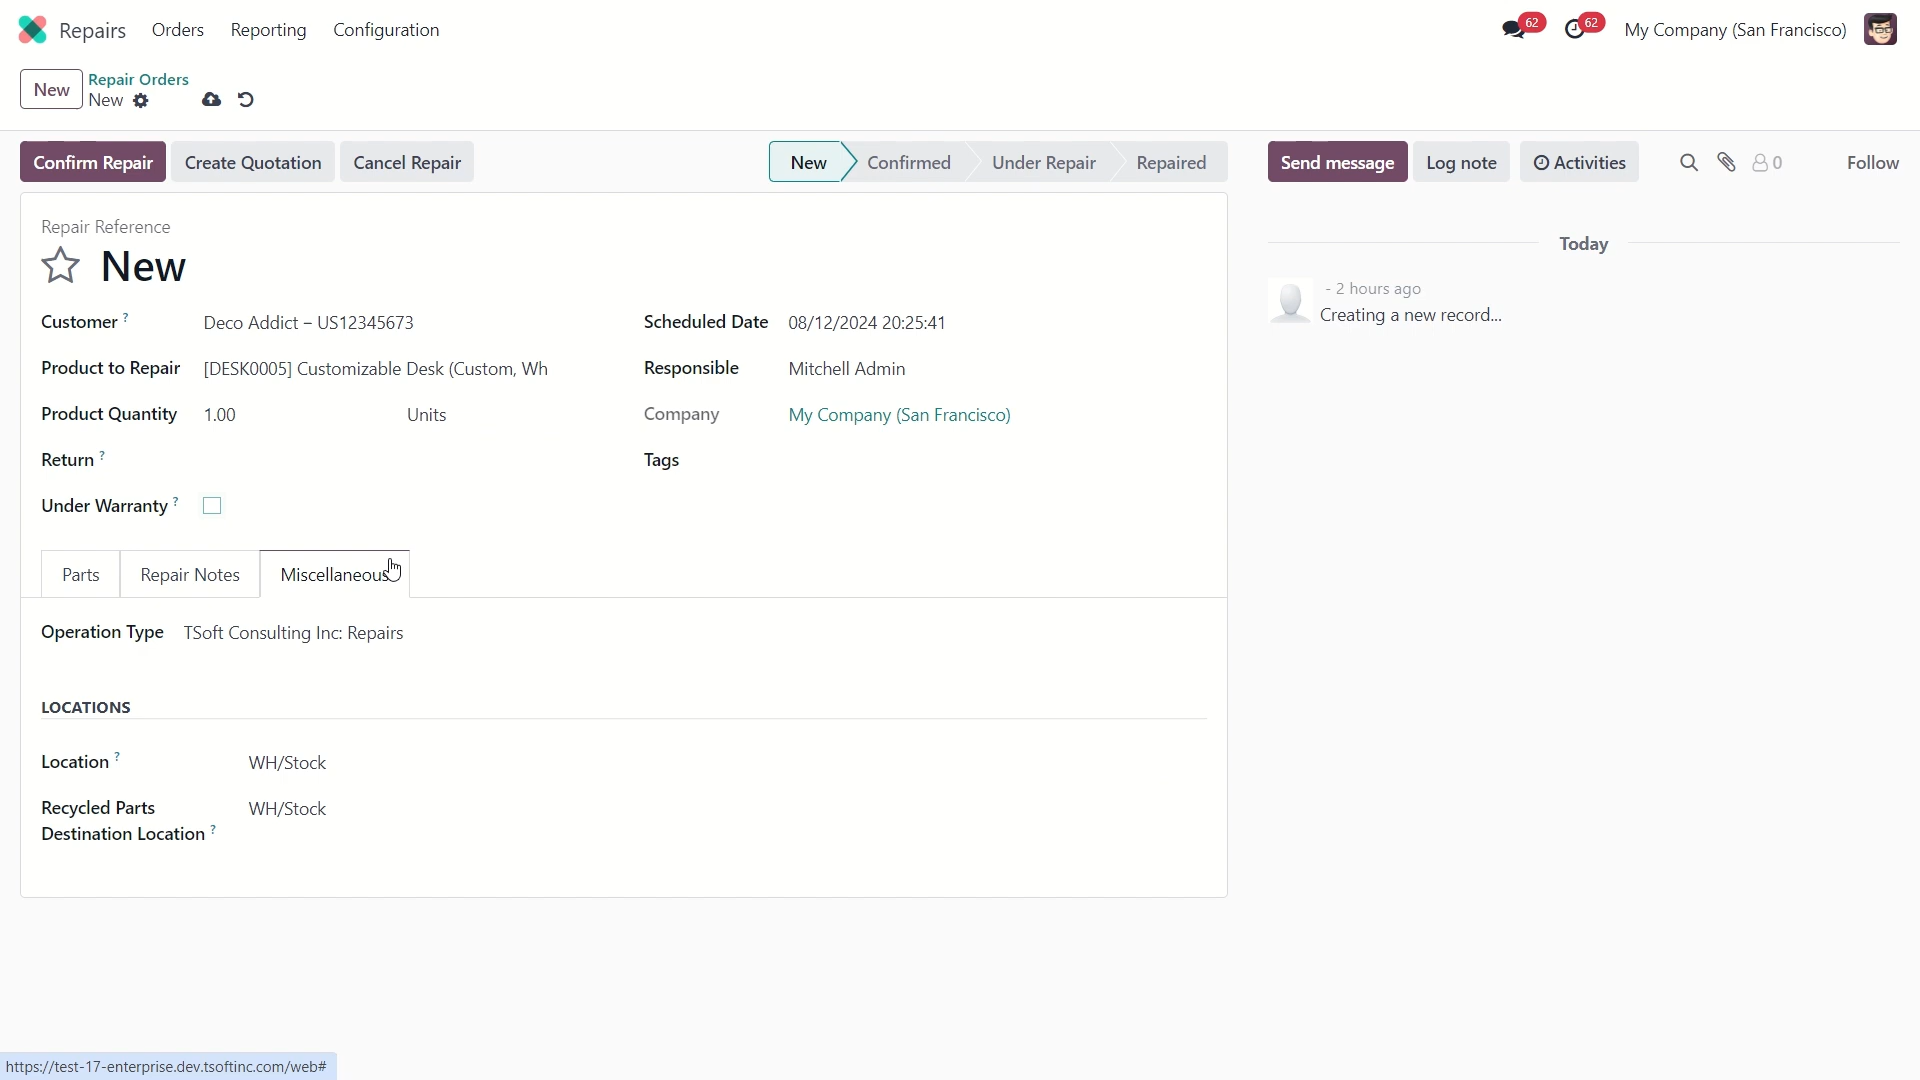 Repairs Orders Reporting Configuration 62 62 My Company (San Francisco)
New Repair Orders
New
Confirm Repair Create Quotation Cancel Repair New Confirmed Under Repair Repaired Send message Log note Activities 0 Follow
Repair Reference
New
Today
- 2 hours ago
Creating a new record...
Customer ? Deco Addict – US12345673 Scheduled Date 08/12/2024 20:25:41
Product to Repair [DESK0005] Customizable Desk (Custom, Wh Responsible Mitchell Admin
Product Quantity 1.00 Units Company My Company (San Francisco)
Return ? Tags
Under Warranty ?
Parts Repair Notes Miscellaneous
Operation Type TSoft Consulting Inc: Repairs
LOCATIONS
Location ? WH/Stock
Recycled Parts WH/Stock
Destination Location ?
https://test-17-enterprise.dev.tsoftinc.com/web#